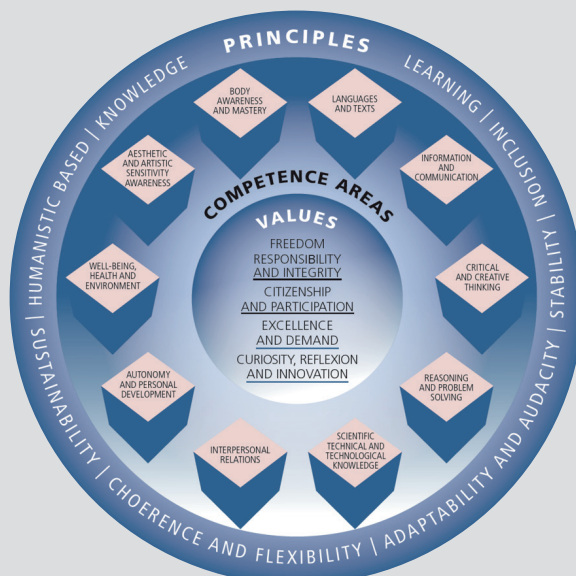 PRINCIPLES
LEARNING | INCLUSION | STABILITY | ADAPTABILITY AND AUDACITY
SUSTAINABILITY | HUMANISTIC BASED | KNOWLEDGE
CHOERENCE AND FLEXIBILITY |
COMPETENCE AREAS
LANGUAGES
AND TEXTS
INFORMATION
AND
COMMUNICATION
CRITICAL
AND CREATIVE
THINKING
REASONING
AND PROBLEM
SOLVING
SCIENTIFIC
TECHNICAL AND
TECHNOLOGICAL
KNOWLEDGE
INTERPERSONAL
RELATIONS
AUTONOMY
AND PERSONAL
DEVELOPMENT
WELL-BEING,
HEALTH AND
ENVIRONMENT
AESTHETIC
AND ARTISTIC
SENSITIVITY
AWARENESS
BODY
AWARENESS
AND MASTERY
VALUES
FREEDOM
RESPONSIBILITY
AND INTEGRITY
CITIZENSHIP
AND PARTICIPATION
EXCELLENCE
AND DEMAND
CURIOSITY, REFLEXION
AND INNOVATION